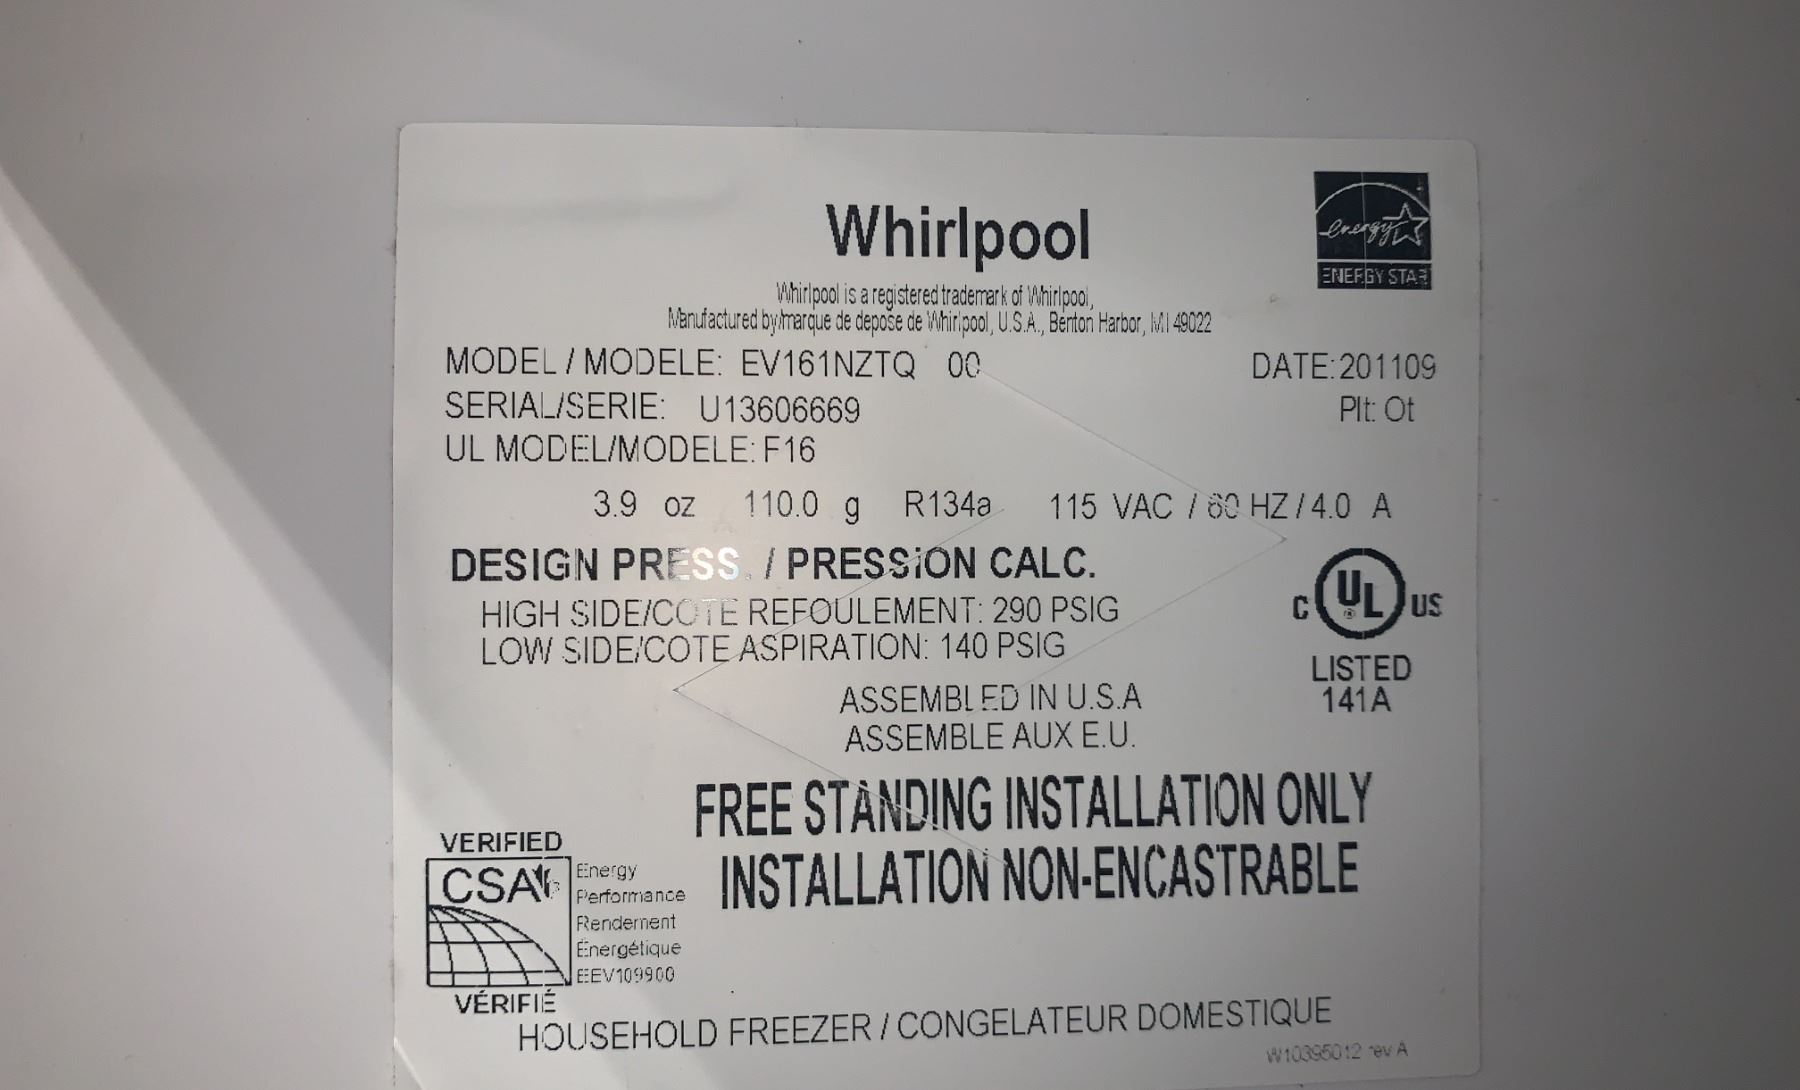 Whirlpool
energy
ENERGY STAR
Whirlpool is a registered trademark of Whirlpool,
Manufactured by/marque de depose de Whirlpool, U.S.A., Benton Harbor, MI 49022
MODEL / MODELE: EV161NZTQ 00
DATE: 201109
SERIAL/SERIE: U13606669
Plt: Ot
UL MODEL/MODELE: F16
3.9 oz 110.0 g R134a 115 VAC / 60 HZ / 4.0 A
DESIGN PRESS. / PRESSiON CALC.
HIGH SIDE/COTE REFOULEMENT: 290 PSIG
LOW SIDE/COTE ASPIRATION: 140 PSIG
C UL ® US
LISTED
141A
ASSEMBLED IN U.S.A
ASSEMBLE AUX E.U.
FREE STANDING INSTALLATION ONLY
INSTALLATION NON-ENCASTRABLE
VERIFIED
CSA
Energy
Performance
Rendement
Énergétique
EEV109900
VÉRIFIÉ
HOUSEHOLD FREEZER / CONGELATEUR DOMESTIQUE
W10395012 rev A